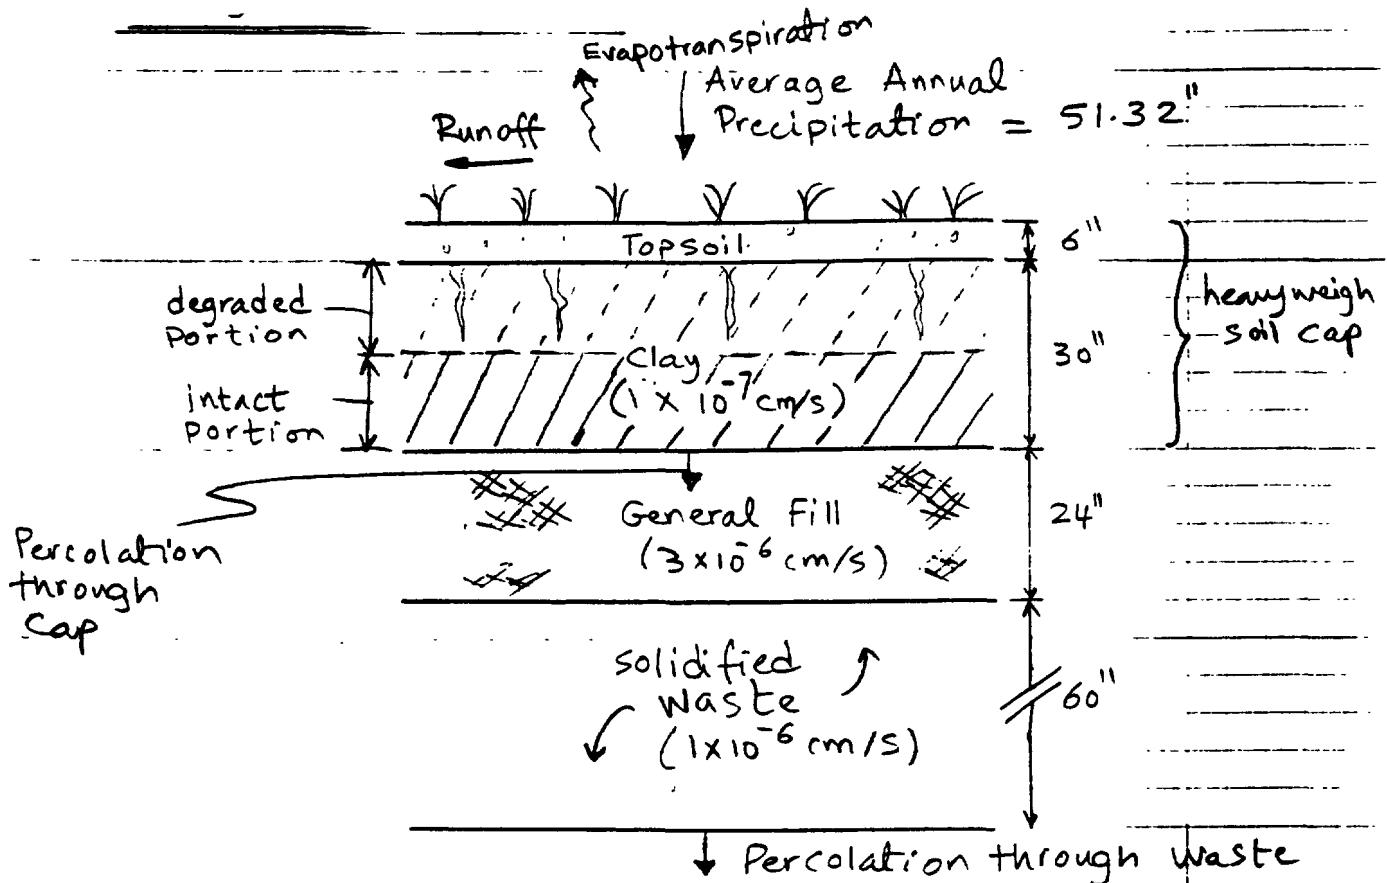 Evapotranspiration
Average Annual
Precipitation = 51.32"
Runoff
Topsoil
6"
degraded
Portion
heavyweigh
soil cap
Clay
30"
(1 x 10⁻⁷ cm/s)
intact
portion
General Fill
24"
(3x10⁻⁶ cm/s)
Percolation
through
Cap
solidified
waste
60"
(1x10⁻⁶ cm/s)
Percolation through waste